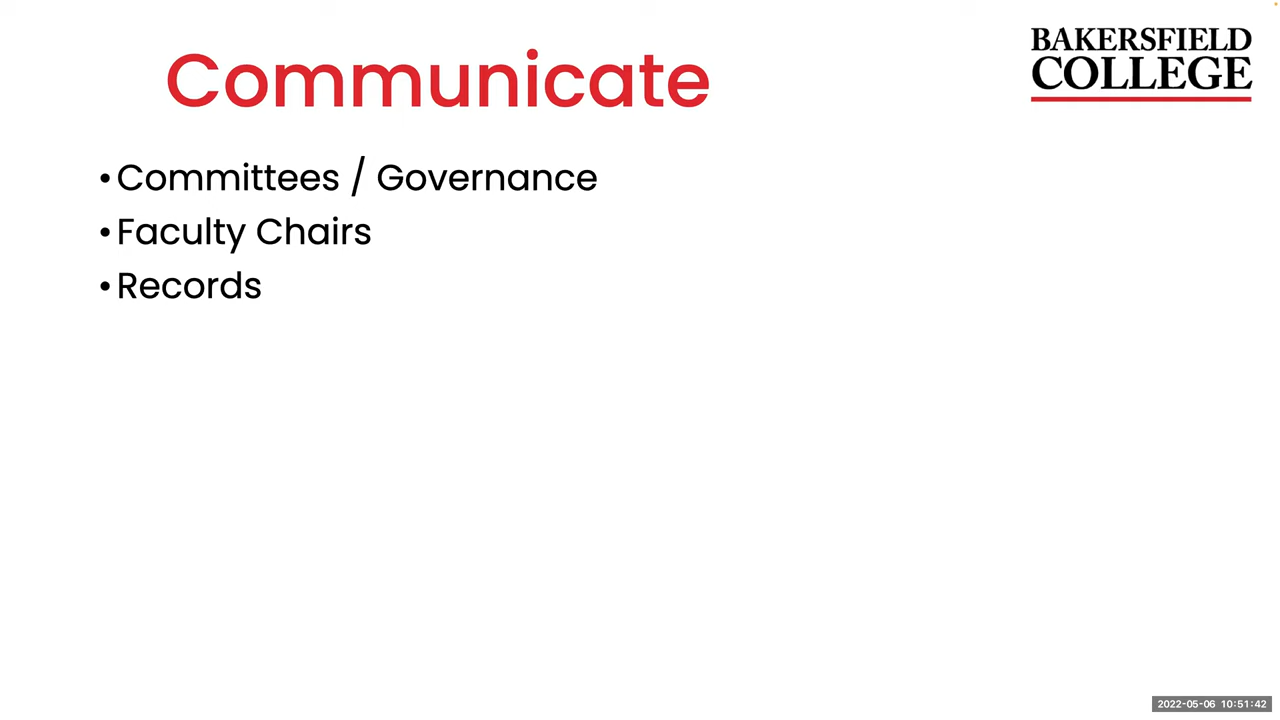 Communicate
BAKERSFIELD
COLLEGE
• Committees / Governance
• Faculty Chairs
• Records
2022-05-06 10:51:42